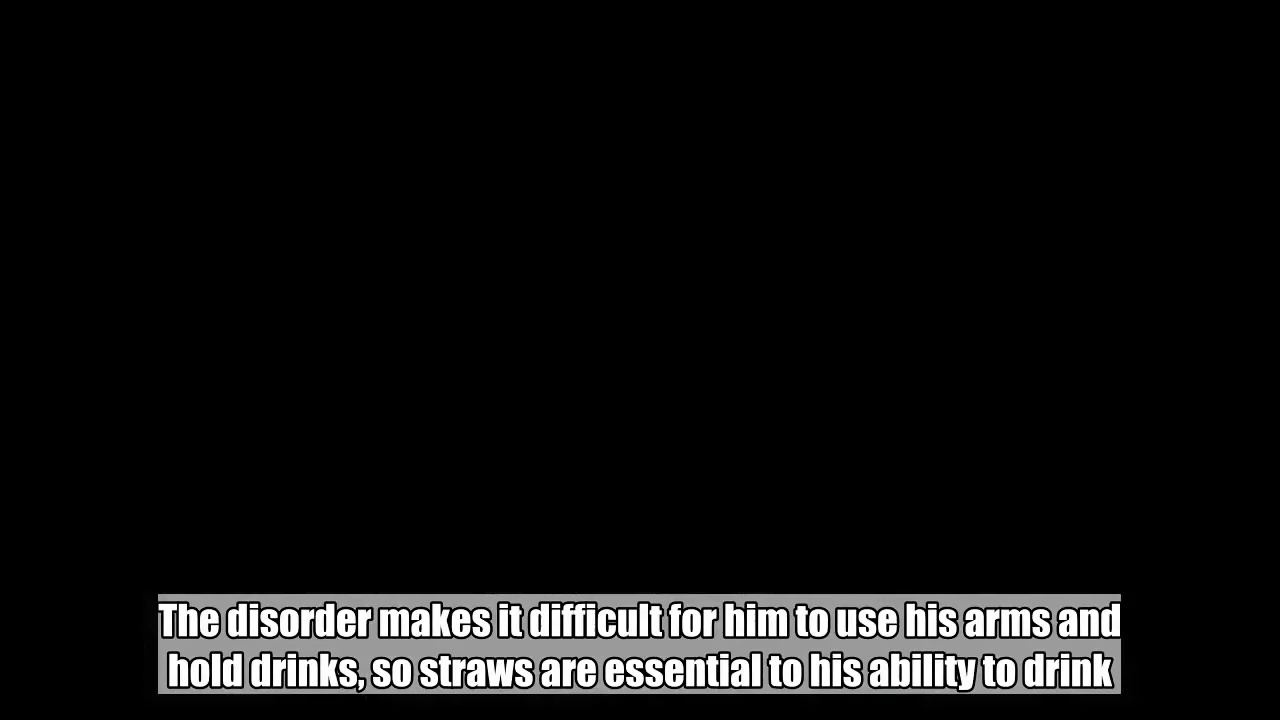 The disorder makes it difficult for him to use his arms and
hold drinks, so straws are essential to his ability to drink